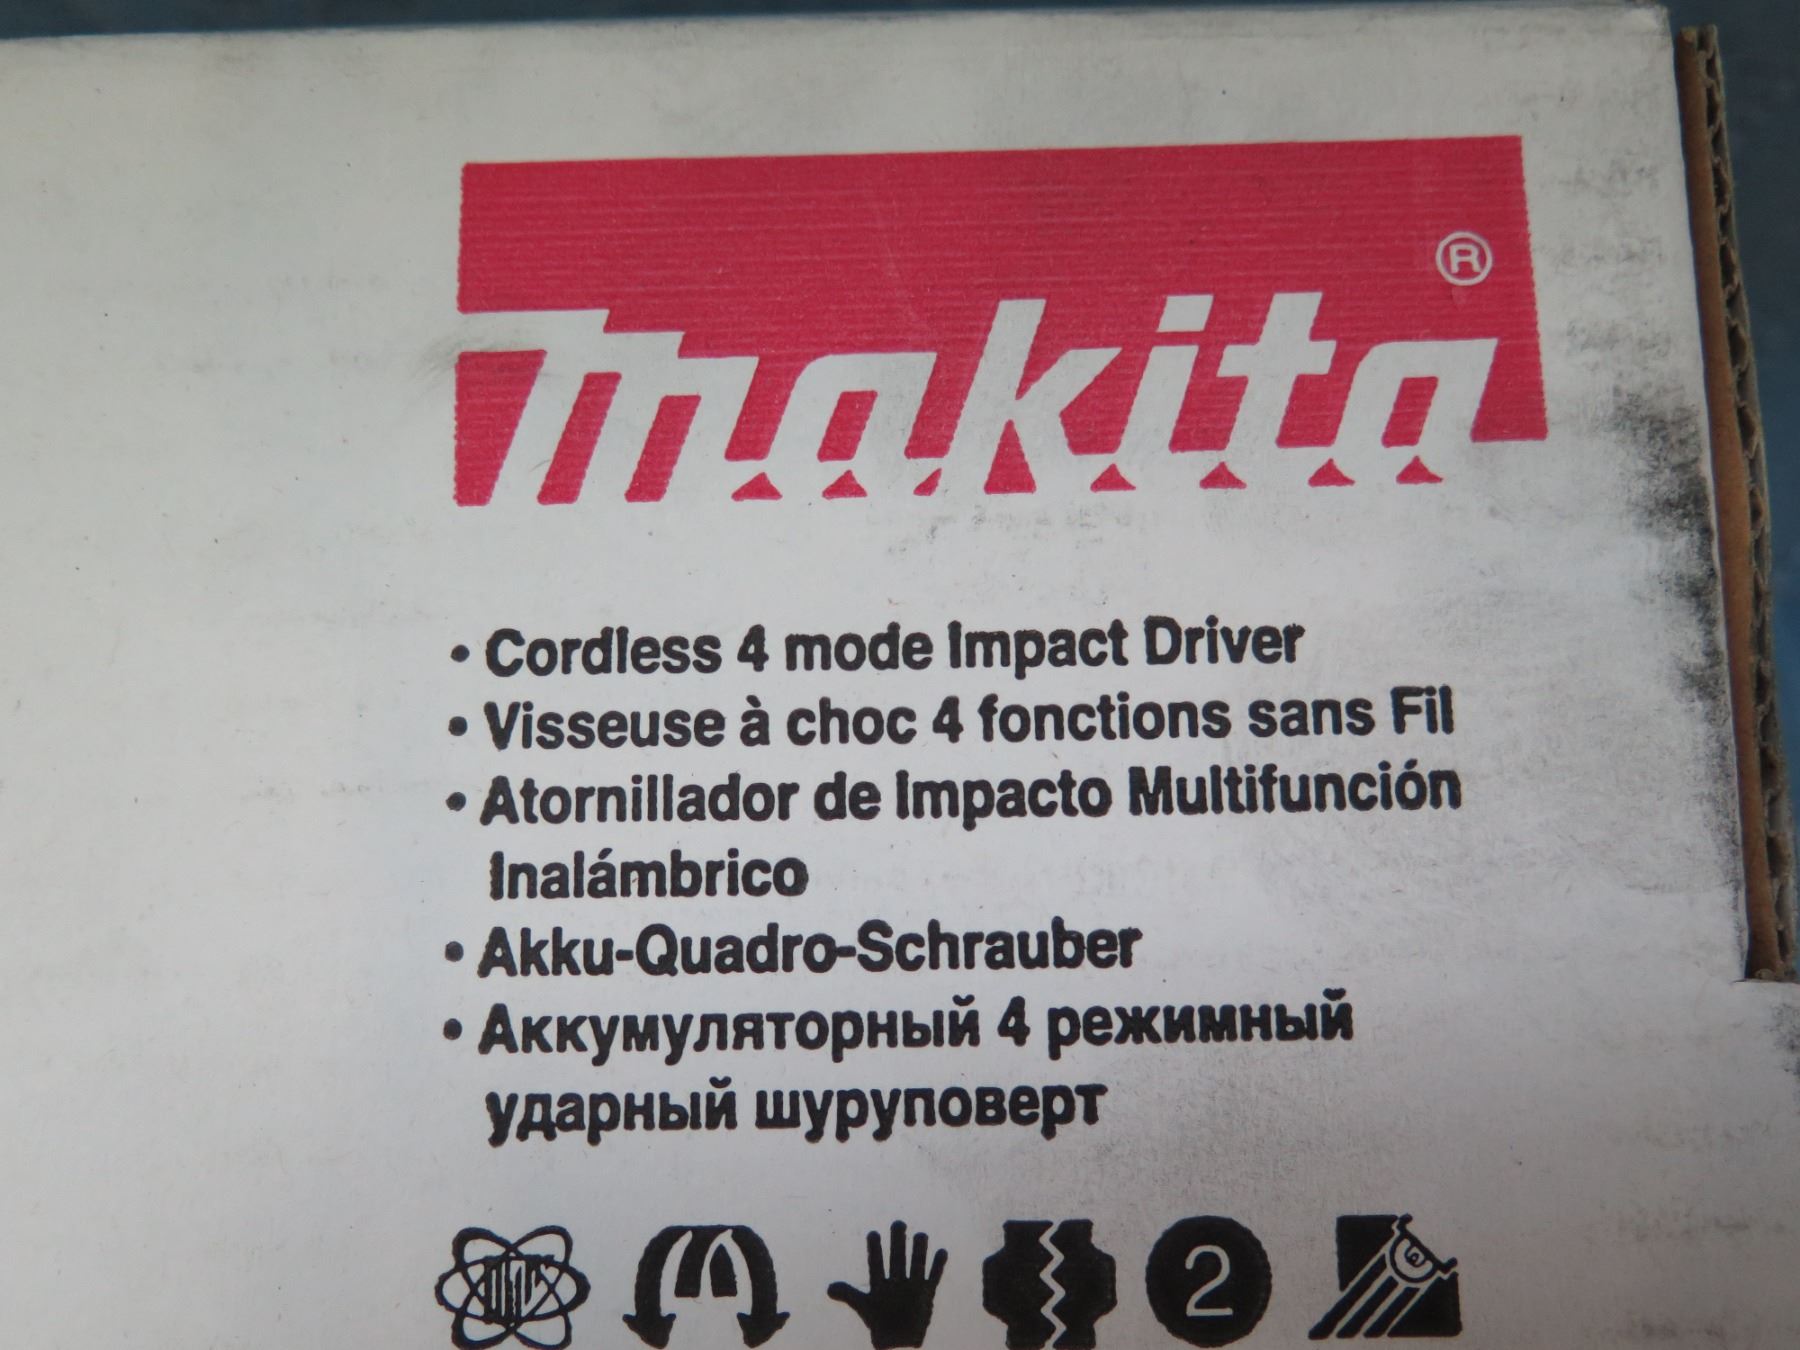 makita®
• Cordless 4 mode Impact Driver
• Visseuse à choc 4 fonctions sans Fil
• Atornillador de Impacto Multifunción
Inalámbrico
• Akku-Quadro-Schrauber
• Аккумуляторный 4 режимный
ударный шуруповерт
2